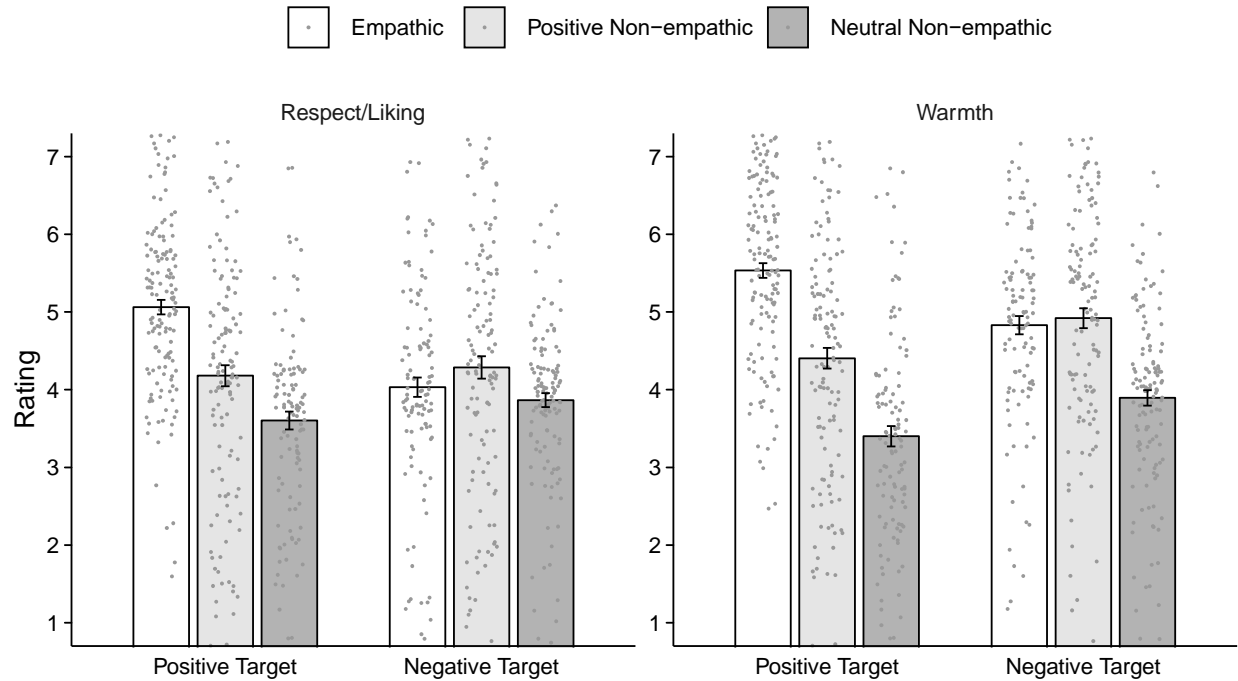 Empathic Positive Non−empathic Neutral Non−empathic
Respect/Liking Warmth
7 7
6 6
5 5
4 4
3 3
2 2
1 1
Rating
Positive Target Negative Target Positive Target Negative Target